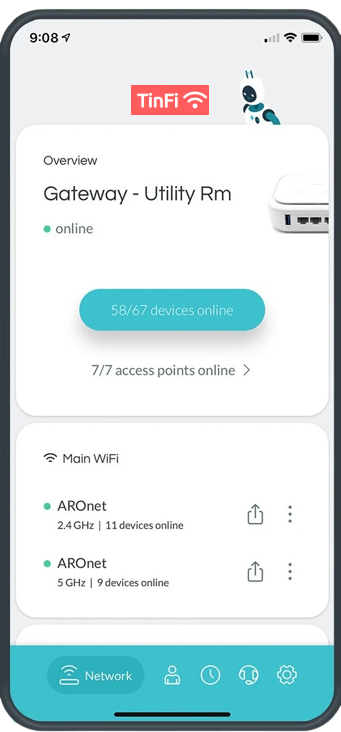 9:08
TinFi
Overview
Gateway - Utility Rm
online
58/67 devices online
7/7 access points online
Main WiFi
AROnet
2.4 GHz | 11 devices online
AROnet
5 GHz | 9 devices online
Network